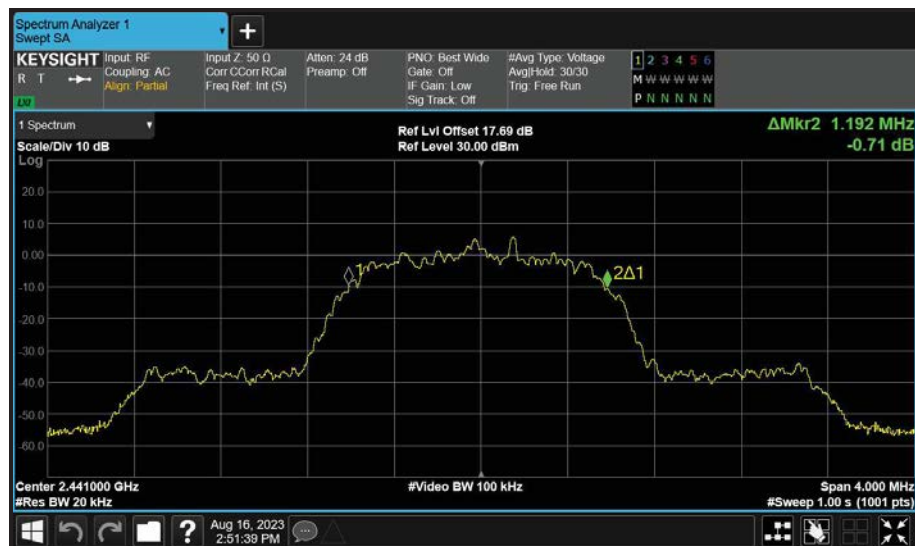 Spectrum Analyzer 1
Swept SA
+
KEYSIGHT
R T
LXI
Input: RF
Coupling: AC
Align: Partial
Input Z: 50 Ω
Corr CCorr RCal
Freq Ref: Int (S)
Atten: 24 dB
Preamp: Off
PNO: Best Wide
Gate: Off
IF Gain: Low
Sig Track: Off
#Avg Type: Voltage
Avg|Hold: 30/30
Trig: Free Run
1 2 3 4 5 6
M W W W W W
P N N N N N
1 Spectrum
Scale/Div 10 dB
Log
Ref Lvl Offset 17.69 dB
Ref Level 30.00 dBm
ΔMkr2 1.192 MHz
-0.71 dB
20.0
10.0
0.00
-10.0
-20.0
-30.0
-40.0
-50.0
-60.0
1
2Δ1
Center 2.441000 GHz
#Res BW 20 kHz
#Video BW 100 kHz
Span 4.000 MHz
#Sweep 1.00 s (1001 pts)
?
Aug 16, 2023
2:51:39 PM